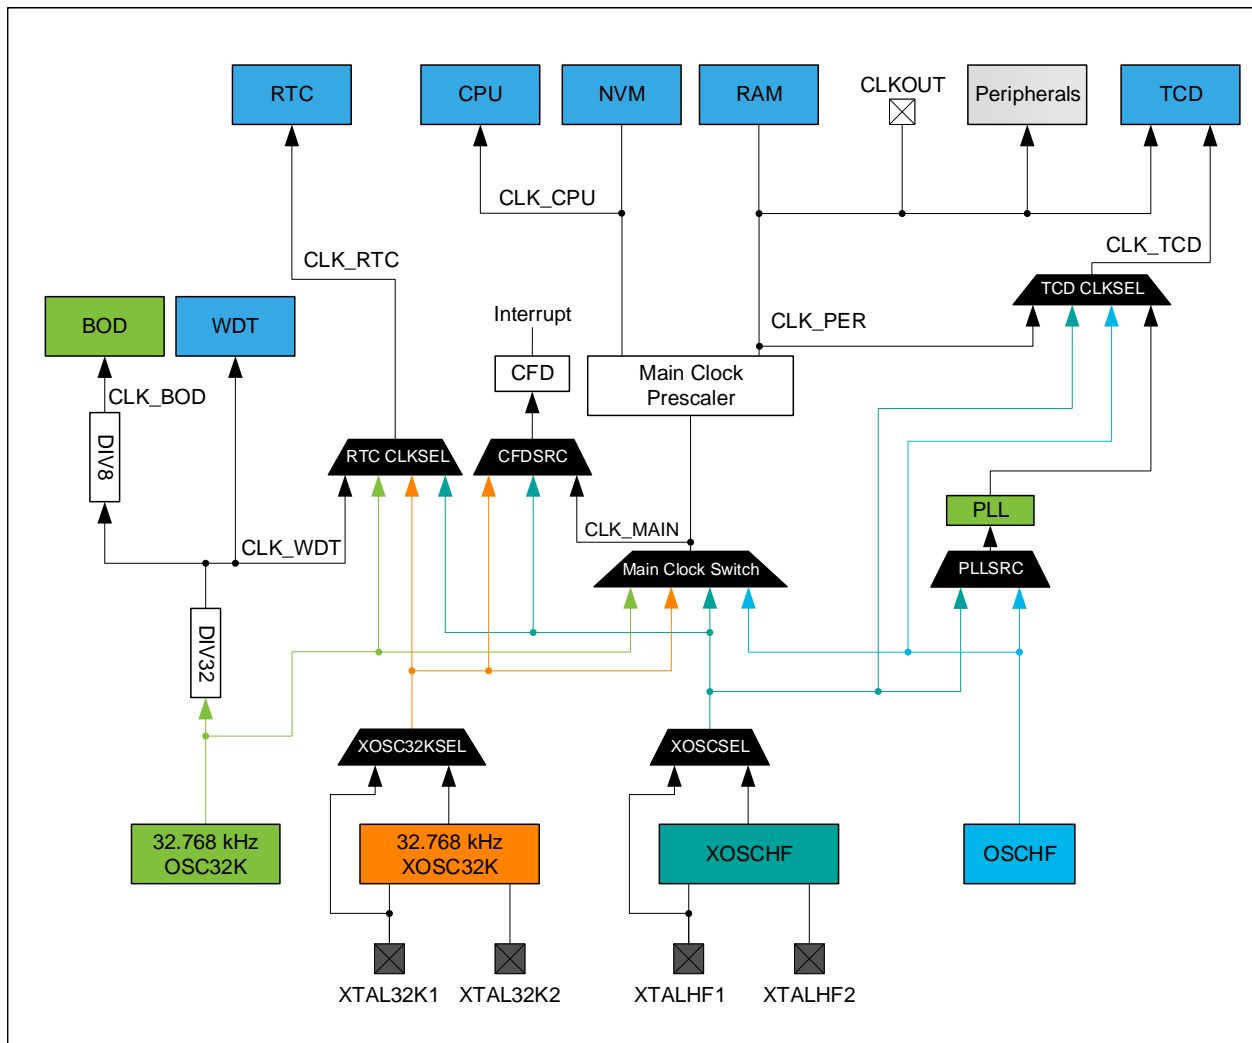 RTC
CPU
NVM
RAM
CLKOUT
Peripherals
TCD
CLK_CPU
CLK_RTC
CLK_TCD
TCD CLKSEL
BOD
WDT
Interrupt
CLK_PER
CFD
Main Clock
Prescaler
CLK_BOD
DIV8
RTC CLKSEL
CFDSRC
PLL
CLK_MAIN
CLK_WDT
Main Clock Switch
PLLSRC
DIV32
XOSC32KSEL
XOSCSEL
32.768 kHz
OSC32K
32.768 kHz
XOSC32K
XOSCHF
OSCHF
XTAL32K1
XTAL32K2
XTALHF1
XTALHF2